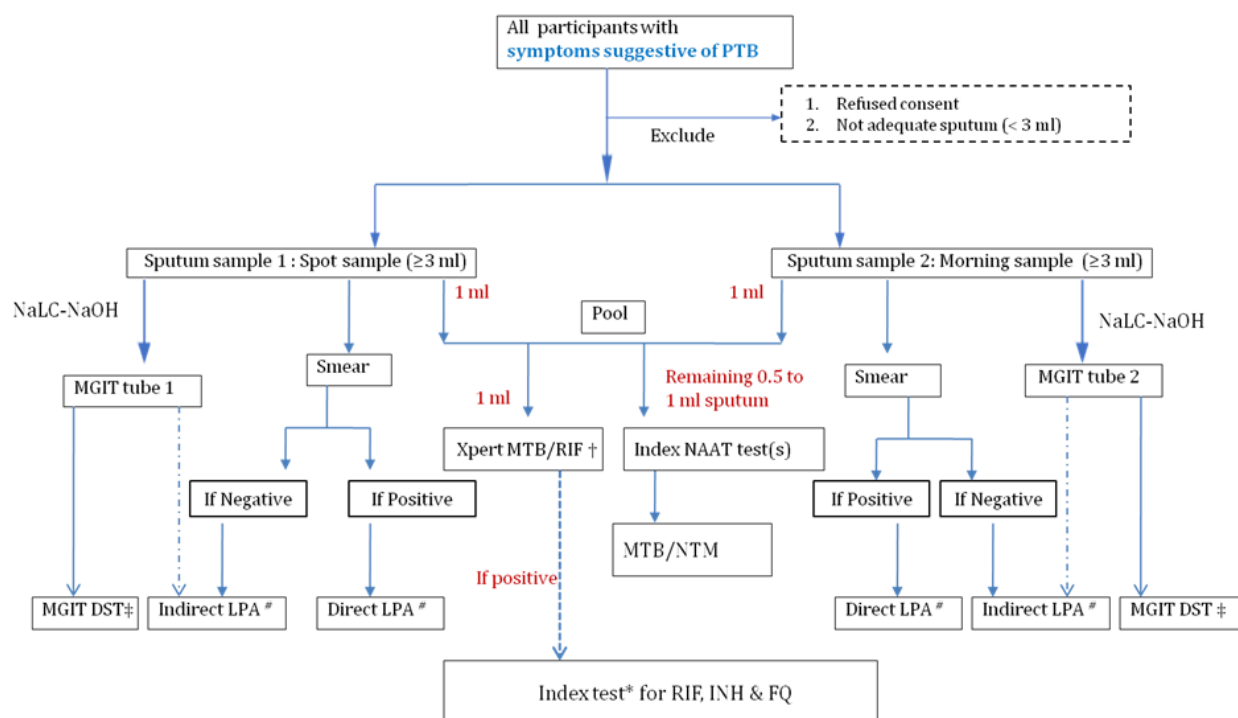 All participants with
symptoms suggestive of PTB
1. Refused consent
2. Not adequate sputum (< 3 ml)
Exclude
Sputum sample 1 : Spot sample (≥3 ml)
Sputum sample 2: Morning sample (≥3 ml)
1 ml
1 ml
NaLC-NaOH
Pool
NaLC-NaOH
Smear
Smear
MGIT tube 1
MGIT tube 2
Remaining 0.5 to
1 ml sputum
1 ml
Xpert MTB/RIF †
Index NAAT test(s)
If Negative
If Positive
If Positive
If Negative
MTB/NTM
If positive
MGIT DST‡
Indirect LPA #
Direct LPA #
Direct LPA #
Indirect LPA #
MGIT DST ‡
Index test* for RIF, INH & FQ